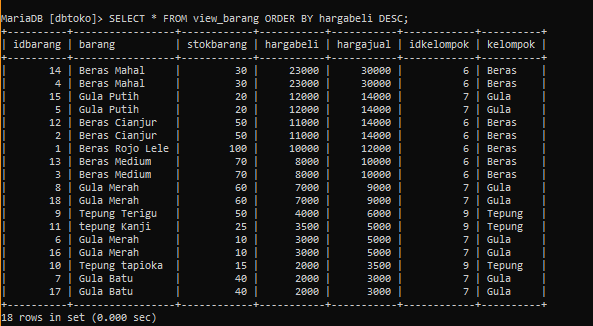 MariaDB [dbtoko]> SELECT * FROM view_barang ORDER BY hargabeli DESC;
+----------+------------------+------------+-----------+-----------+------------+----------+
| idbarang | barang | stokbarang | hargabeli | hargajual | idkelompok | kelompok |
+----------+------------------+------------+-----------+-----------+------------+----------+
| 14 | Beras Mahal | 30 | 23000 | 30000 | 6 | Beras |
| 4 | Beras Mahal | 30 | 23000 | 30000 | 6 | Beras |
| 15 | Gula Putih | 20 | 12000 | 14000 | 7 | Gula |
| 5 | Gula Putih | 20 | 12000 | 14000 | 7 | Gula |
| 12 | Beras Cianjur | 50 | 11000 | 14000 | 6 | Beras |
| 2 | Beras Cianjur | 50 | 11000 | 14000 | 6 | Beras |
| 1 | Beras Rojo Lele | 100 | 10000 | 12000 | 6 | Beras |
| 13 | Beras Medium | 70 | 8000 | 10000 | 6 | Beras |
| 3 | Beras Medium | 70 | 8000 | 10000 | 6 | Beras |
| 8 | Gula Merah | 60 | 7000 | 9000 | 7 | Gula |
| 18 | Gula Merah | 60 | 7000 | 9000 | 7 | Gula |
| 9 | Tepung Terigu | 50 | 4000 | 6000 | 9 | Tepung |
| 11 | tepung Kanji | 25 | 3500 | 5000 | 9 | Tepung |
| 6 | Gula Merah | 10 | 3000 | 5000 | 7 | Gula |
| 16 | Gula Merah | 10 | 3000 | 5000 | 7 | Gula |
| 10 | Tepung tapioka | 15 | 2000 | 3500 | 9 | Tepung |
| 7 | Gula Batu | 40 | 2000 | 3000 | 7 | Gula |
| 17 | Gula Batu | 40 | 2000 | 3000 | 7 | Gula |
+----------+------------------+------------+-----------+-----------+------------+----------+
18 rows in set (0.000 sec)